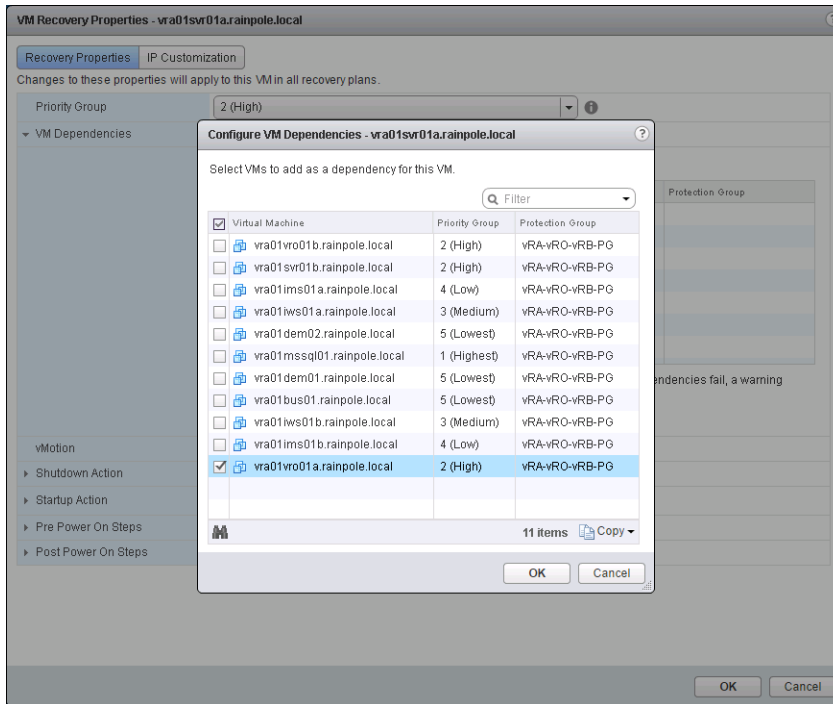 VM Recovery Properties - vra01svr01a.rainpole.local
Recovery Properties IP Customization
Changes to these properties will apply to this VM in all recovery plans.
Priority Group 2 (High)
VM Dependencies
Protection Group
endencies fail, a warning
vMotion
Shutdown Action
Startup Action
Pre Power On Steps
Post Power On Steps
Configure VM Dependencies - vra01svr01a.rainpole.local ?
Select VMs to add as a dependency for this VM.
Filter
Virtual Machine Priority Group Protection Group
vra01vro01b.rainpole.local 2 (High) vRA-vRO-vRB-PG
vra01svr01b.rainpole.local 2 (High) vRA-vRO-vRB-PG
vra01ims01a.rainpole.local 4 (Low) vRA-vRO-vRB-PG
vra01iws01a.rainpole.local 3 (Medium) vRA-vRO-vRB-PG
vra01dem02.rainpole.local 5 (Lowest) vRA-vRO-vRB-PG
vra01mssql01.rainpole.local 1 (Highest) vRA-vRO-vRB-PG
vra01dem01.rainpole.local 5 (Lowest) vRA-vRO-vRB-PG
vra01bus01.rainpole.local 5 (Lowest) vRA-vRO-vRB-PG
vra01iws01b.rainpole.local 3 (Medium) vRA-vRO-vRB-PG
vra01ims01b.rainpole.local 4 (Low) vRA-vRO-vRB-PG
vra01vro01a.rainpole.local 2 (High) vRA-vRO-vRB-PG
11 items Copy
OK Cancel
OK Cancel